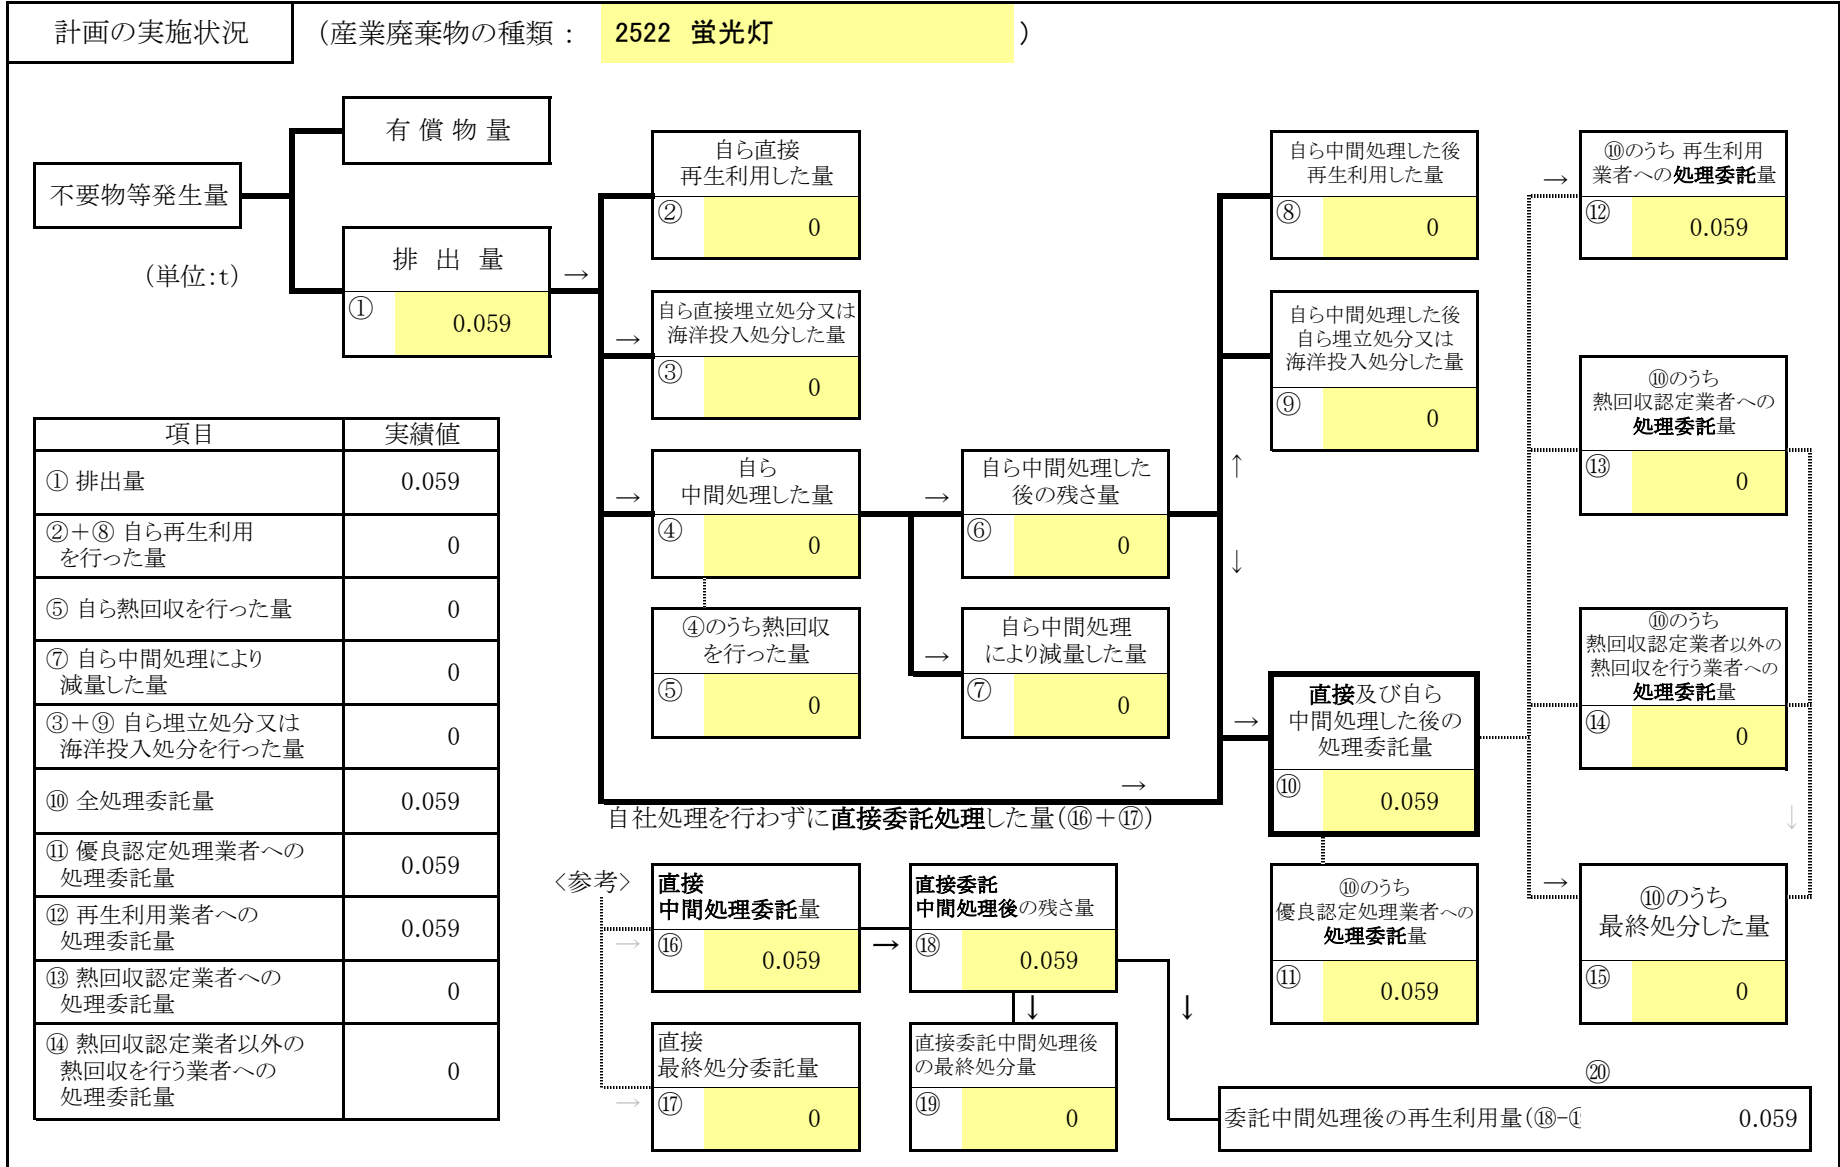 計画の実施状況
（産業廃棄物の種類： 2522 蛍光灯 ）
不要物等発生量
（単位:t）
有 償 物 量
排 出 量
①
0.059
→
自ら直接
再生利用した量
②
0
→
自ら直接埋立処分又は
海洋投入処分した量
③
0
→
自ら
中間処理した量
④
0
④のうち熱回収
を行った量
⑤
0
→
自ら中間処理した
後の残さ量
⑥
0
→
自ら中間処理
により減量した量
⑦
0
→
自社処理を行わずに直接委託処理した量（⑯＋⑰）
自ら中間処理した後
再生利用した量
⑧
0
自ら中間処理した後
自ら埋立処分又は
海洋投入処分した量
⑨
0
↑
↓
→
直接及び自ら
中間処理した後の
処理委託量
⑩
0.059
⑩のうち
優良認定処理業者への
処理委託量
⑪
0.059
→
⑩のうち 再生利用
業者への処理委託量
⑫
0.059
⑩のうち
熱回収認定業者への
処理委託量
⑬
0
⑩のうち
熱回収認定業者以外の
熱回収を行う業者への
処理委託量
⑭
0
↓
→
⑩のうち
最終処分した量
⑮
0
項目 実績値
① 排出量 0.059
②＋⑧ 自ら再生利用
を行った量 0
⑤ 自ら熱回収を行った量 0
⑦ 自ら中間処理により
減量した量 0
③＋⑨ 自ら埋立処分又は
海洋投入処分を行った量 0
⑩ 全処理委託量 0.059
⑪ 優良認定処理業者への
処理委託量 0.059
⑫ 再生利用業者への
処理委託量 0.059
⑬ 熱回収認定業者への
処理委託量 0
⑭ 熱回収認定業者以外の
熱回収を行う業者への
処理委託量 0
＜参考＞
→
直接
中間処理委託量
⑯
0.059
→
直接委託
中間処理後の残さ量
⑱
0.059
↓
↓
→
直接
最終処分委託量
⑰
0
直接委託中間処理後
の最終処分量
⑲
0
⑳
委託中間処理後の再生利用量（⑱-
0.059